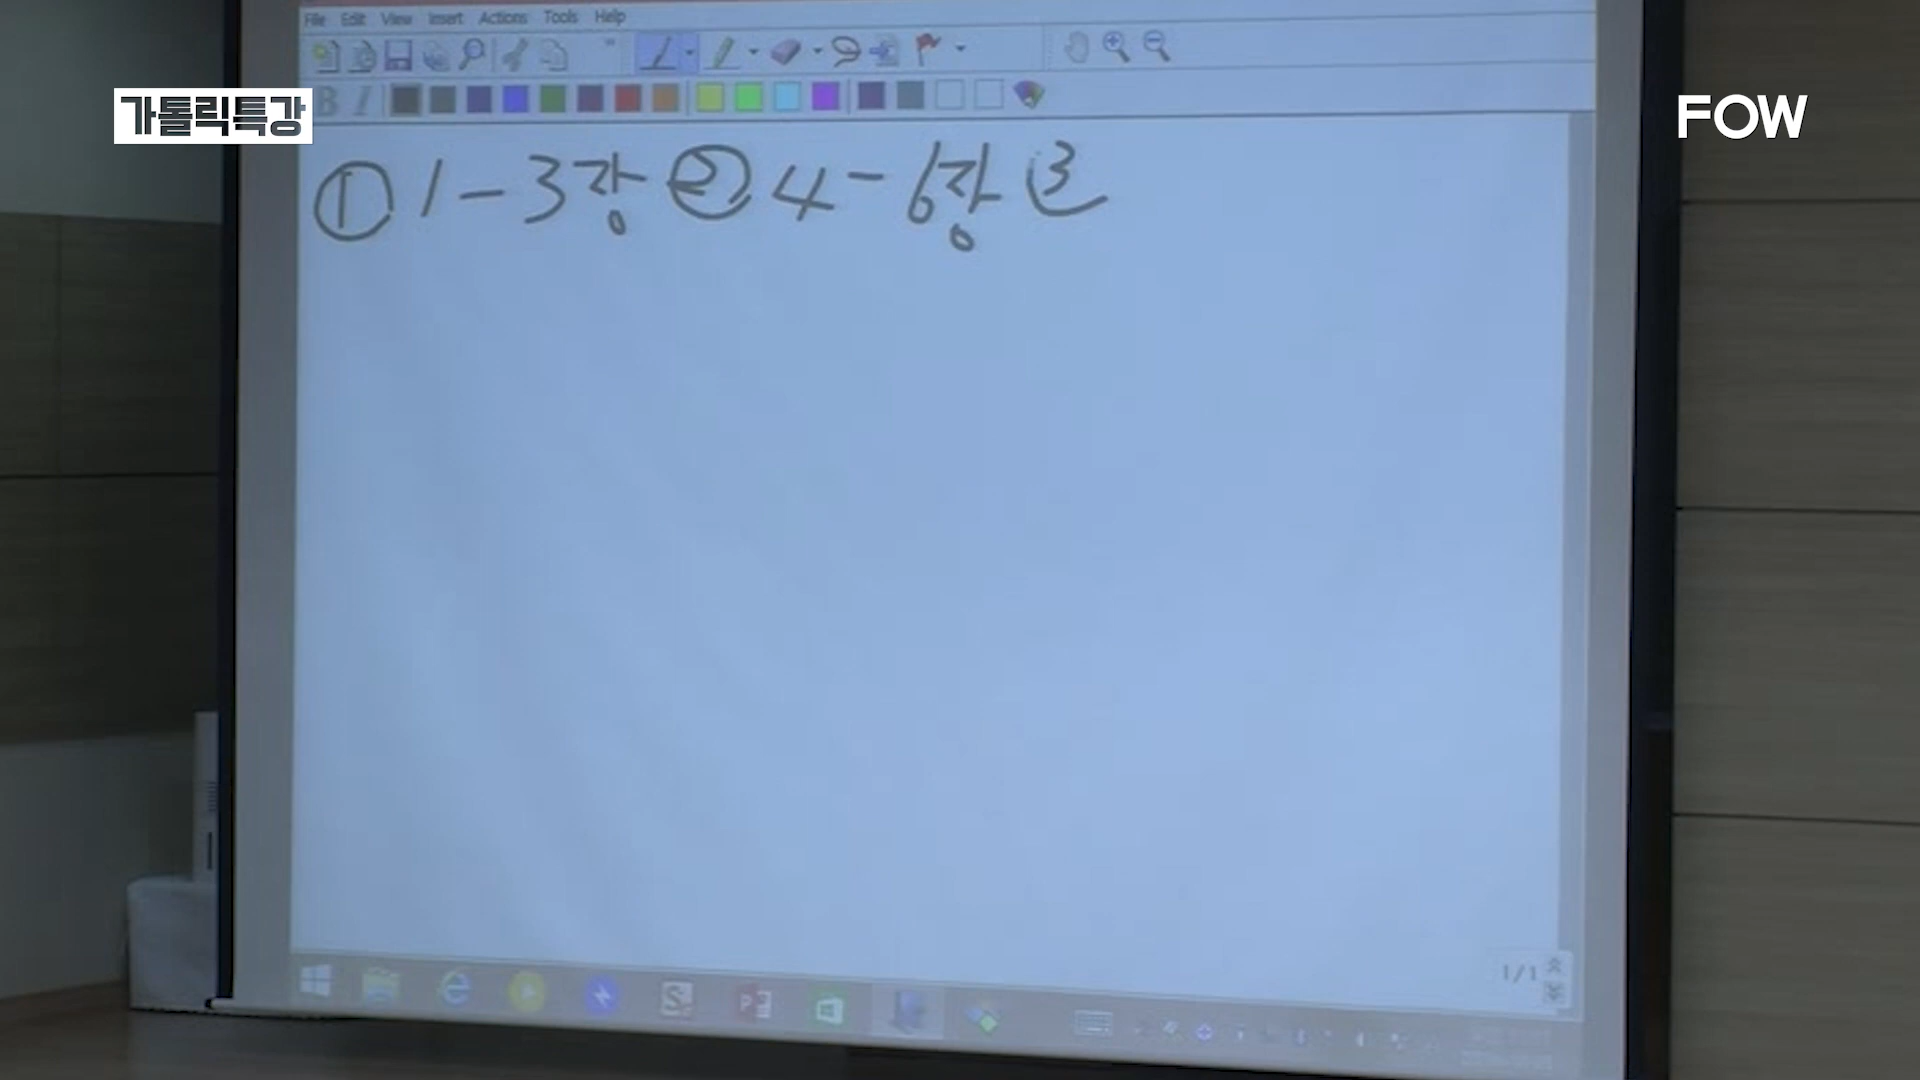 File Edit View Insert Actions Tools Help
가톨릭특강
FOW
B I
① 1-3장 ② 4-6장 ③
1/1